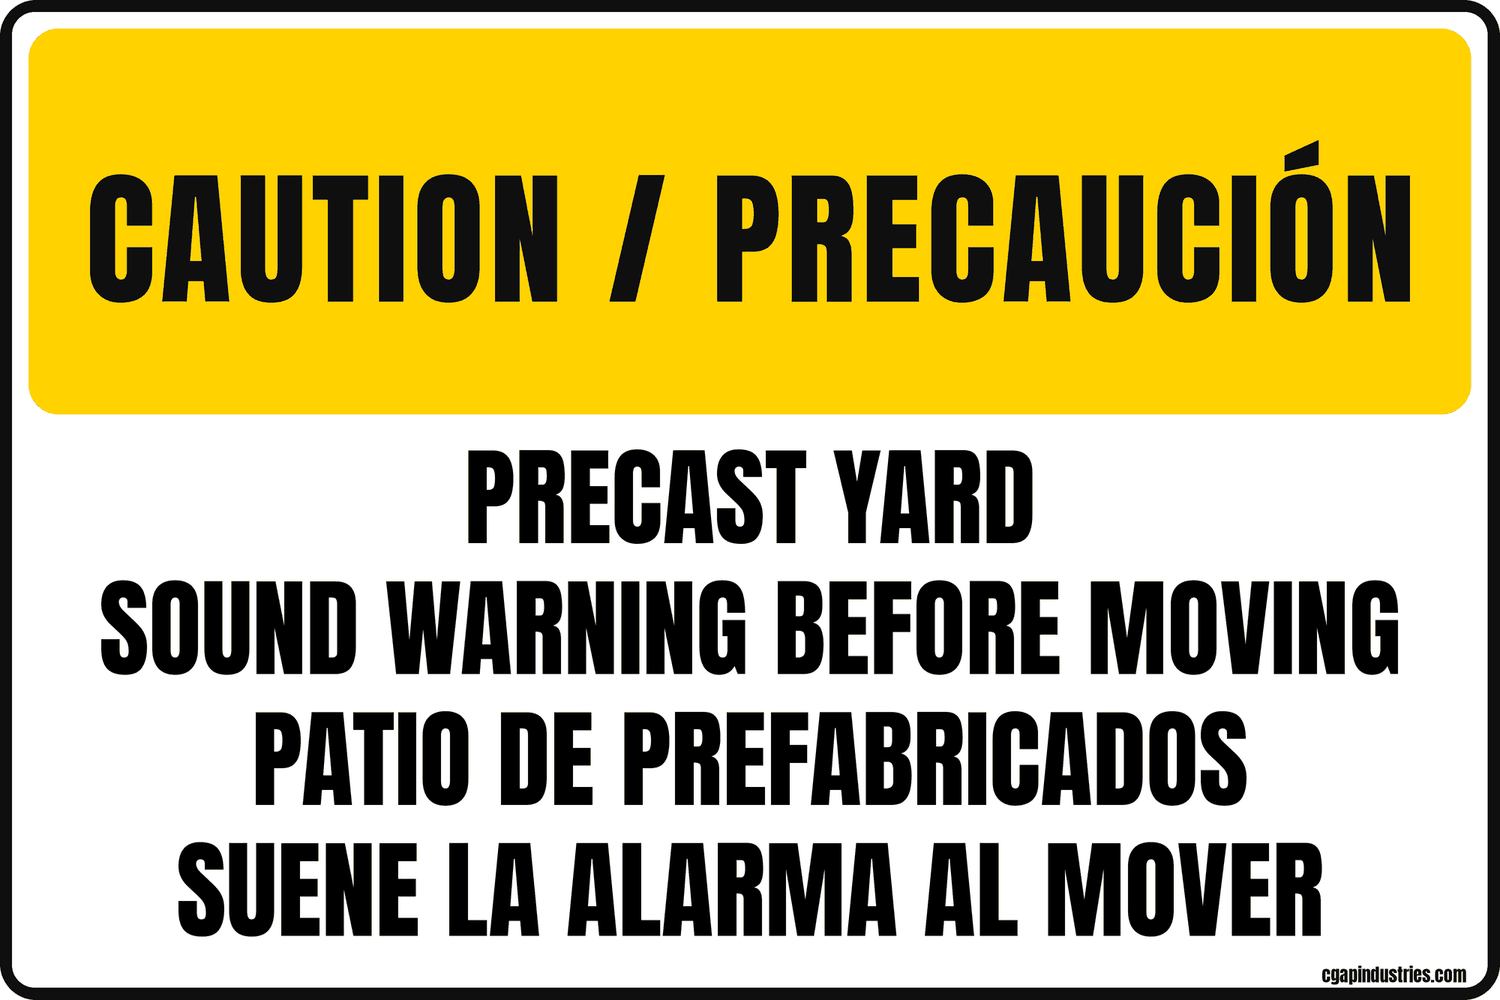 CAUTION / PRECAUCIÓN
PRECAST YARD
SOUND WARNING BEFORE MOVING
PATIO DE PREFABRICADOS
SUENE LA ALARMA AL MOVER
cgapindustries.com